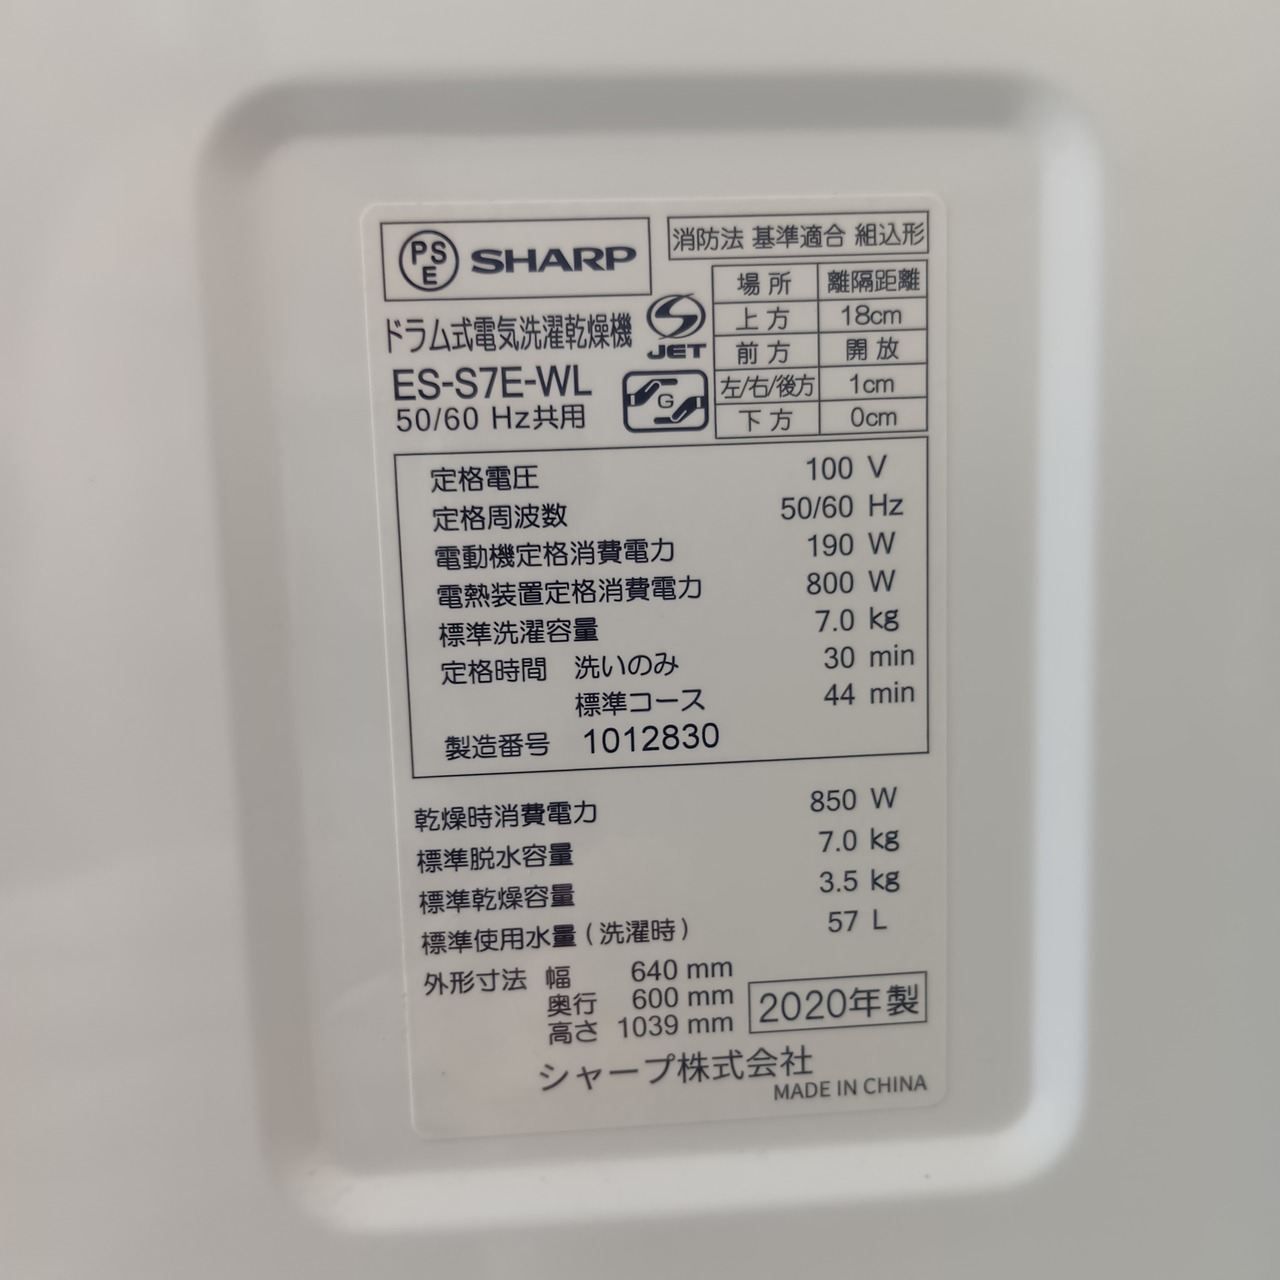 PSE SHARP
消防法 基準適合 組込形
場所 離隔距離
上方 18cm
前方 開放
左/右/後方 1cm
下方 0cm
ドラム式電気洗濯乾燥機
JET
ES-S7E-WL
G
50/60 Hz共用
定格電圧 100 V
定格周波数 50/60 Hz
電動機定格消費電力 190 W
電熱装置定格消費電力 800 W
標準洗濯容量 7.0 kg
定格時間 洗いのみ 30 min
標準コース 44 min
製造番号 1012830
乾燥時消費電力 850 W
標準脱水容量 7.0 kg
標準乾燥容量 3.5 kg
標準使用水量(洗濯時) 57 L
外形寸法 幅 640 mm
奥行 600 mm
高さ 1039 mm
2020年製
シャープ株式会社
MADE IN CHINA